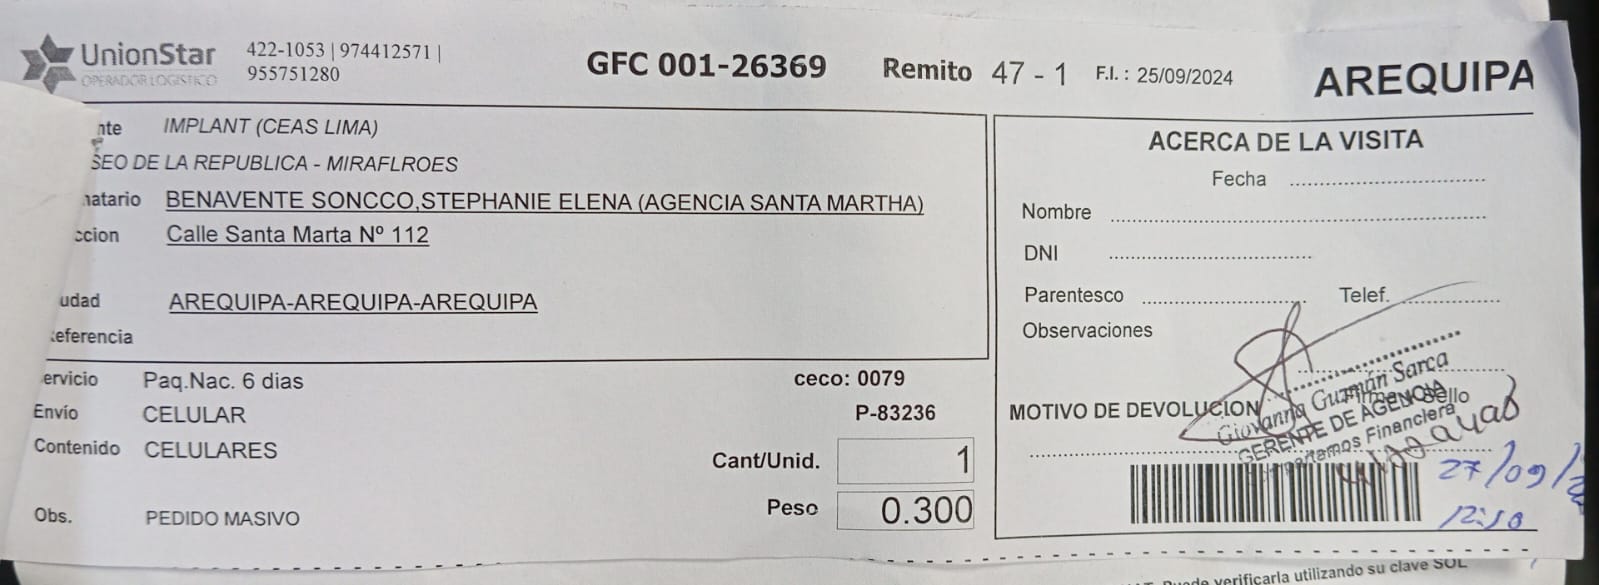 UnionStar
OPERADOR LOGISTICO
422-1053 | 974412571 |
955751280
GFC 001-26369
Remito 47 - 1
F.I. : 25/09/2024
AREQUIPA
nte IMPLANT (CEAS LIMA)
SEO DE LA REPUBLICA - MIRAFLROES
natario BENAVENTE SONCCO,STEPHANIE ELENA (AGENCIA SANTA MARTHA)
ccion Calle Santa Marta Nº 112
udad AREQUIPA-AREQUIPA-AREQUIPA
eferencia
ervicio Paq.Nac. 6 dias
ceco: 0079
Envío CELULAR
P-83236
Contenido CELULARES
Cant/Unid. 1
Peso 0.300
Obs. PEDIDO MASIVO
ACERCA DE LA VISITA
Fecha
Nombre
DNI
Parentesco
Telef.
Observaciones
MOTIVO DE DEVOLUCION
Sello
Giovanna Guzmán Sarca
GERENTE DE AGENCIA
Financiera
27/09/2
12:10
Puede verificarla utilizando su clave SOL